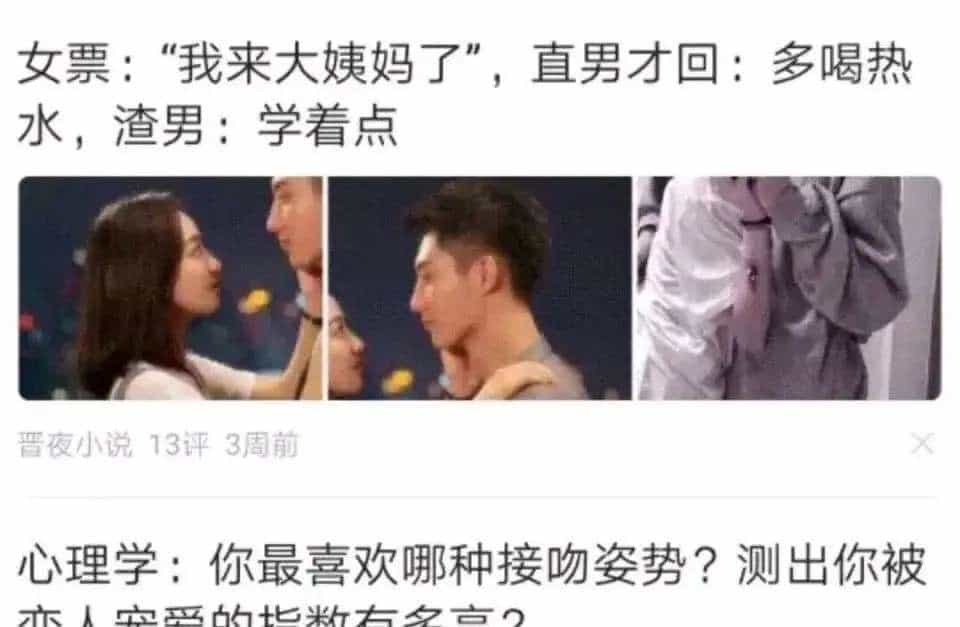 女票：“我来大姨妈了”，直男才回：多喝热
水，渣男：学着点
晋夜小说 13评 3周前
心理学：你最喜欢哪种接吻姿势？测出你被
恋人宠爱的指数有多高？